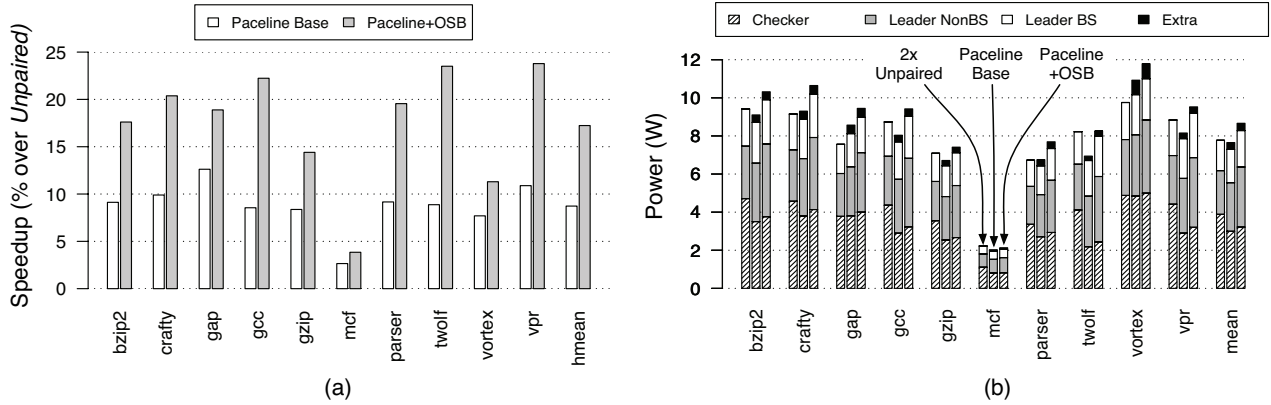 Paceline Base Paceline+OSB
Speedup (% over Unpaired)
25
20
15
10
5
0
bzip2
crafty
gap
gcc
gzip
mcf
parser
twolf
vortex
vpr
hmean
(a)
Checker Leader NonBS Leader BS Extra
Power (W)
12
10
8
6
4
2
0
2x
Unpaired
Paceline
Base
Paceline
+OSB
bzip2
crafty
gap
gcc
gzip
mcf
parser
twolf
vortex
vpr
mean
(b)